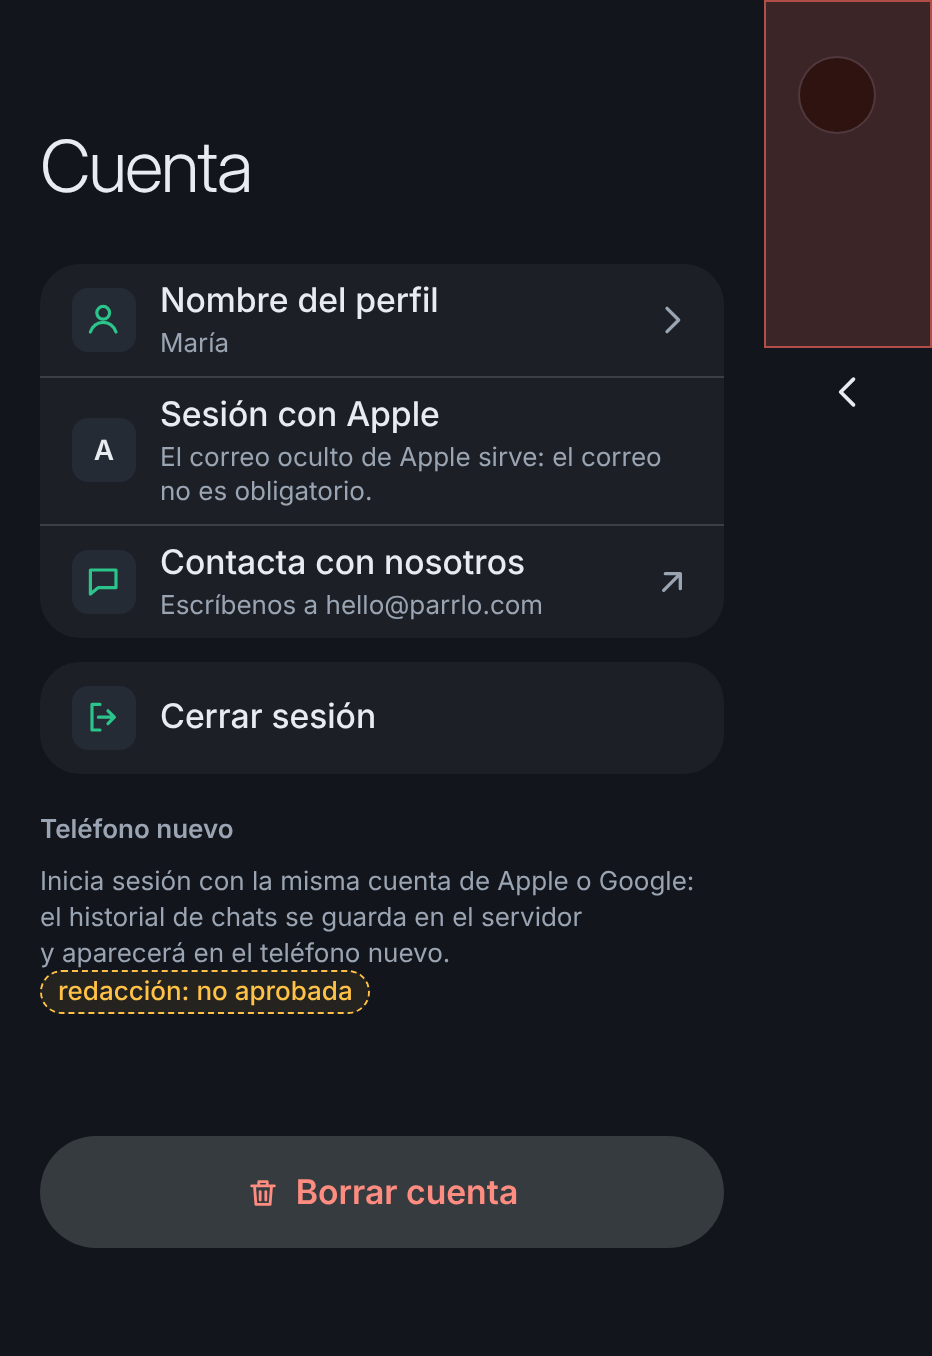 Cuenta
Nombre del perfil
María
A
Sesión con Apple
El correo oculto de Apple sirve: el correo
no es obligatorio.
Contacta con nosotros
Escríbenos a hello@parrlo.com
Cerrar sesión
Teléfono nuevo
Inicia sesión con la misma cuenta de Apple o Google:
el historial de chats se guarda en el servidor
y aparecerá en el teléfono nuevo.
redacción: no aprobada
Borrar cuenta